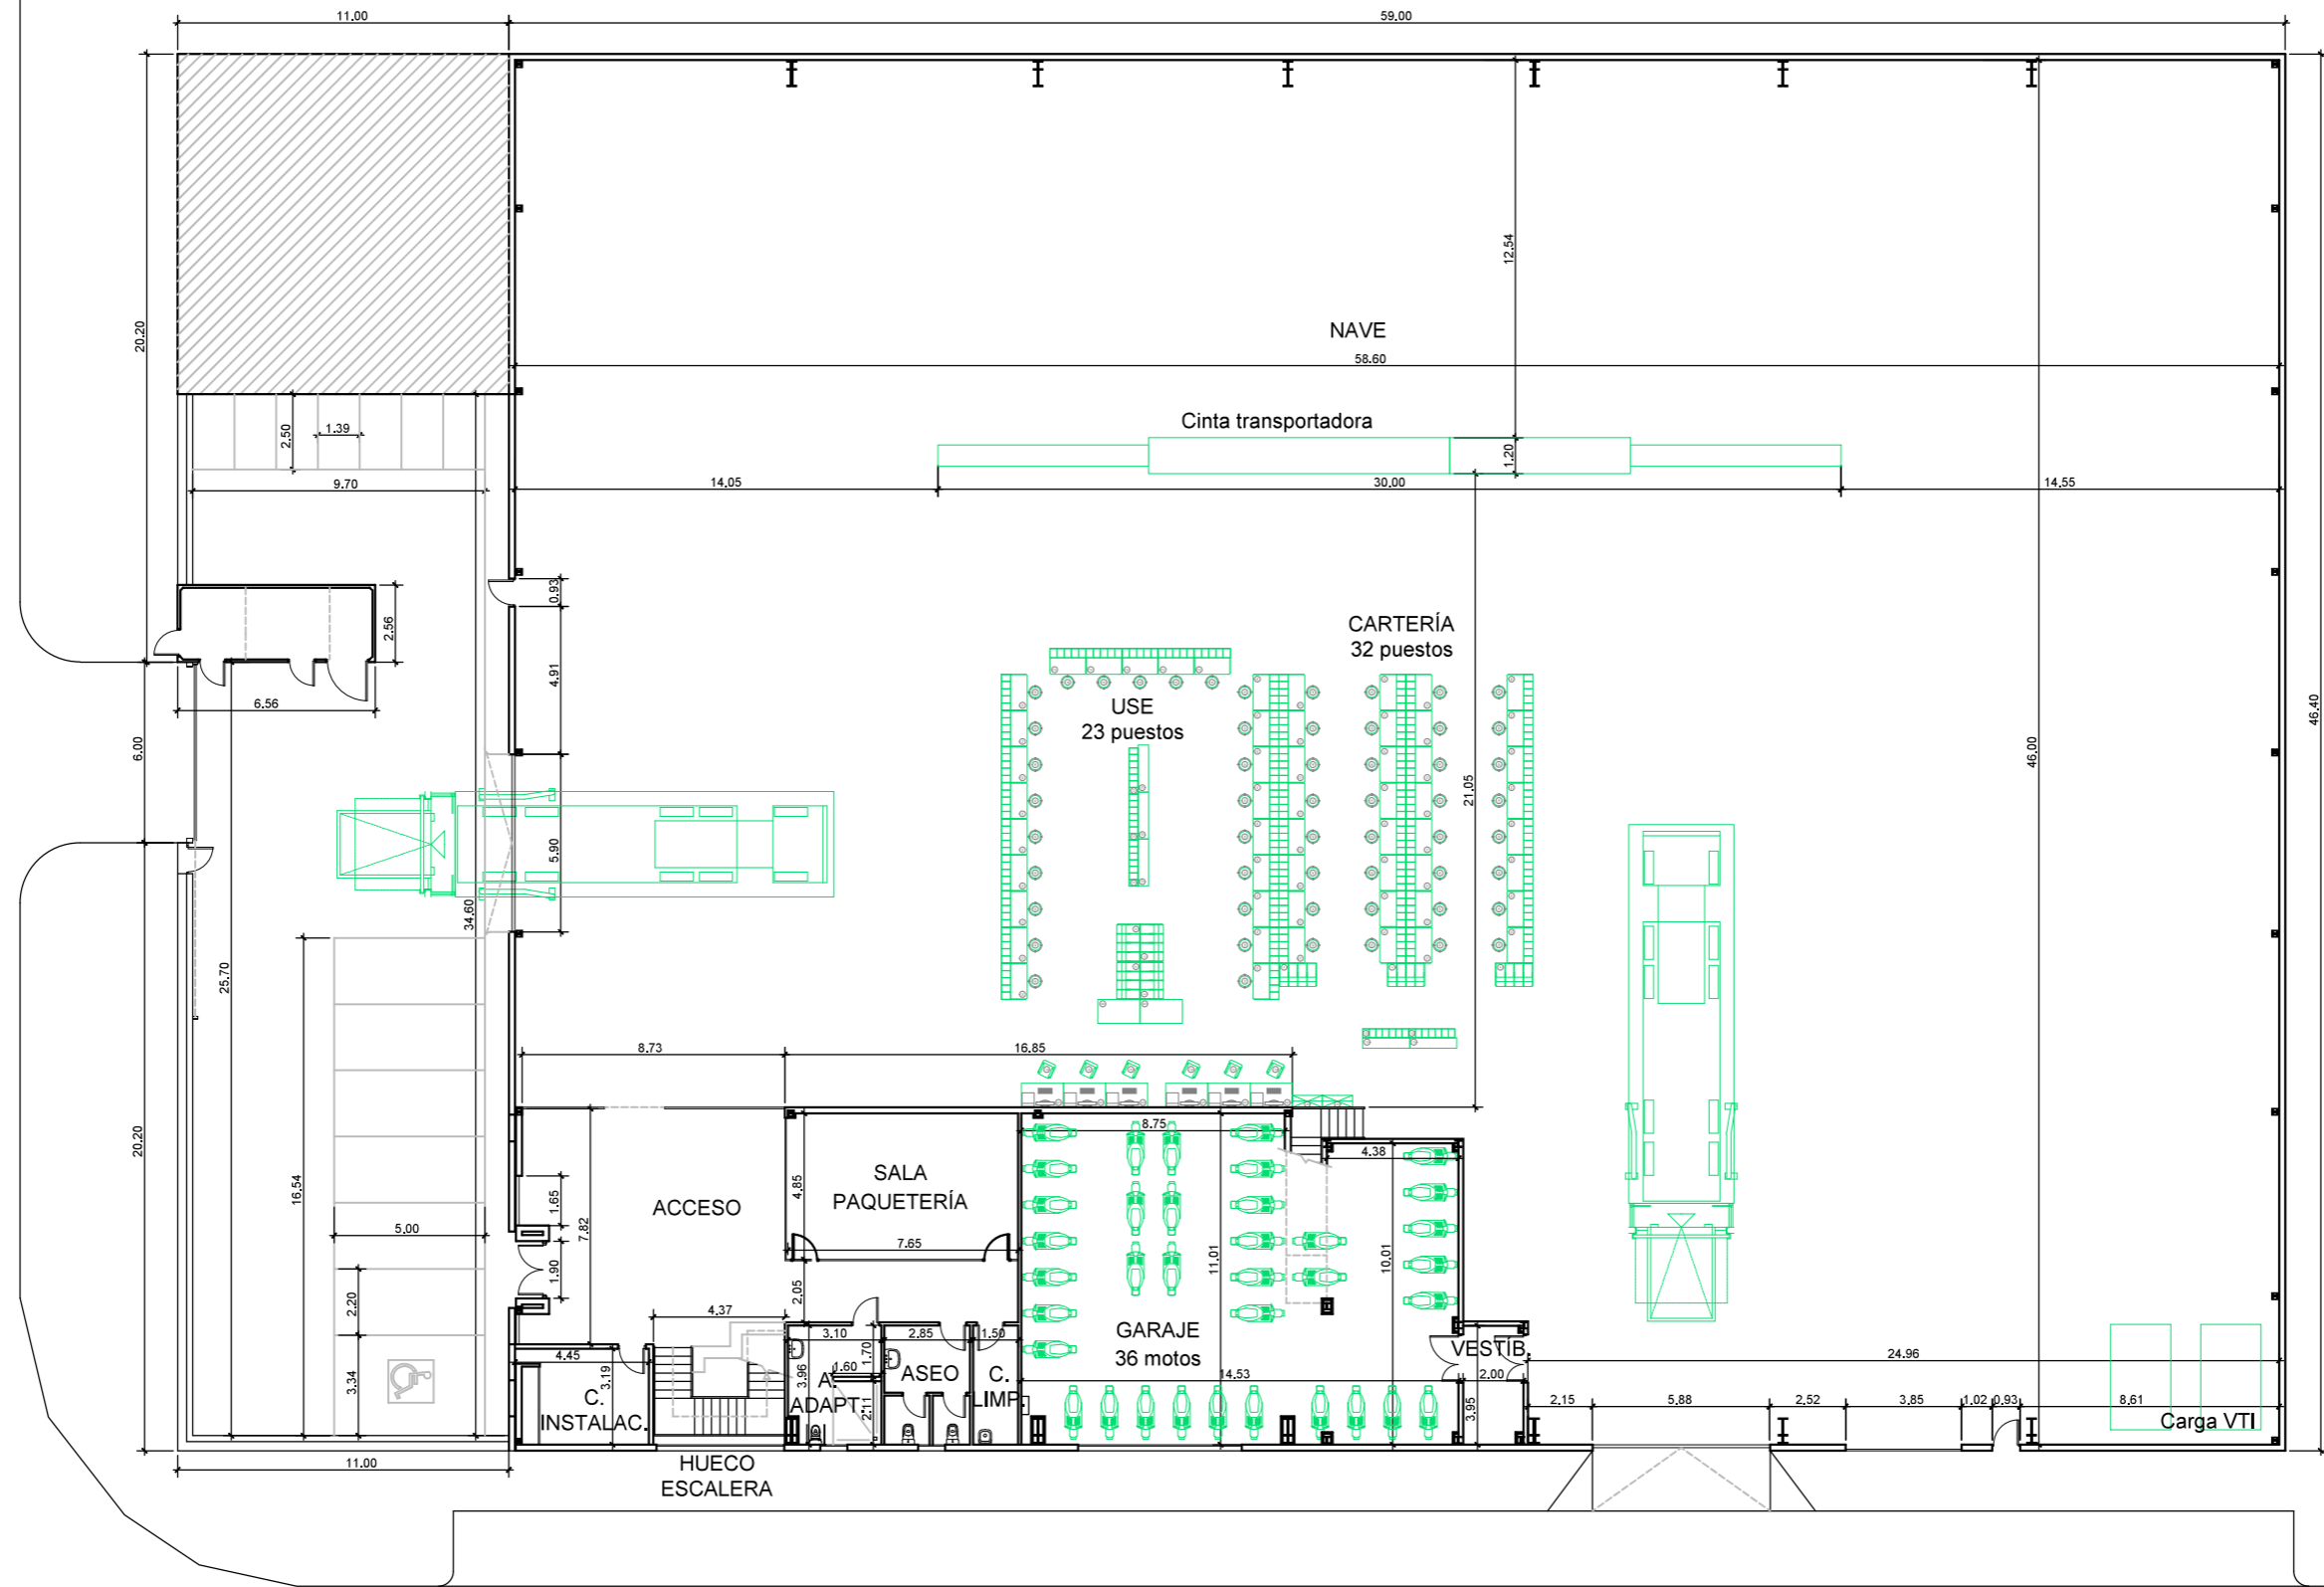 11.00
59.00
20.20
12.54
NAVE
58.60
Cinta transportadora
2.50
1.39
1.20
9.70
14.05
30.00
14.55
0.93
2.56
CARTERÍA
32 puestos
4.91
6.56
USE
23 puestos
6.00
46.00
46.40
21.05
5.90
34.60
25.70
8.73
16.85
20.20
16.54
8.75
4.38
SALA
PAQUETERÍA
4.85
ACCESO
1.65
7.82
5.00
7.65
11.01
10.01
1.90
2.20
2.05
4.37
3.10
2.85
1.50
1.70
GARAJE
36 motos
VESTÍB.
24.96
4.45
3.19
3.96
1.60
A.
ADAPT.
2.11
ASEO
C.
LIMP.
14.53
2.00
3.34
C.
INSTALAC.
3.95
2.15
5.88
2.52
3.85
1.02
0.93
8.61
Carga VTI
11.00
HUECO
ESCALERA